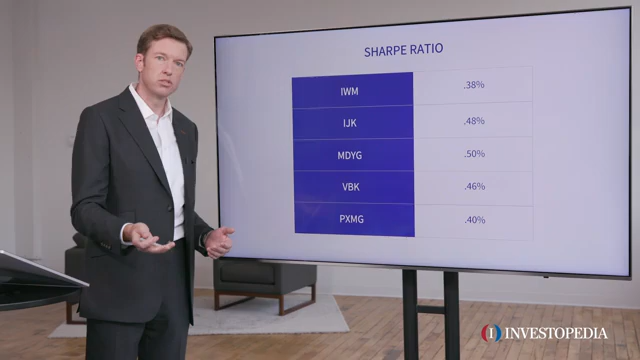 SHARPE RATIO
IWM .38%
IJK .48%
MDYG .50%
VBK .46%
PXMG .40%
INVESTOPEDIA